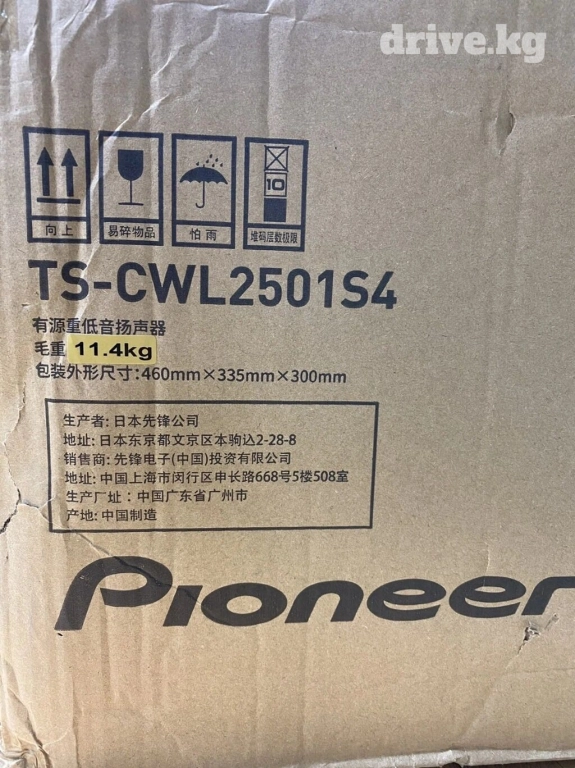 drive.kg
10
向上
易碎物品
怕雨
堆码层数极限
TS-CWL2501S4
有源重低音扬声器
毛重 11.4kg
包装外形尺寸:460mm×335mm×300mm
生产者: 日本先锋公司
地址: 日本东京都文京区本驹込2-28-8
销售商: 先锋电子(中国)投资有限公司
地址: 中国上海市闵行区申长路668号5楼508室
生产厂址: 中国广东省广州市
产地: 中国制造
Pioneer